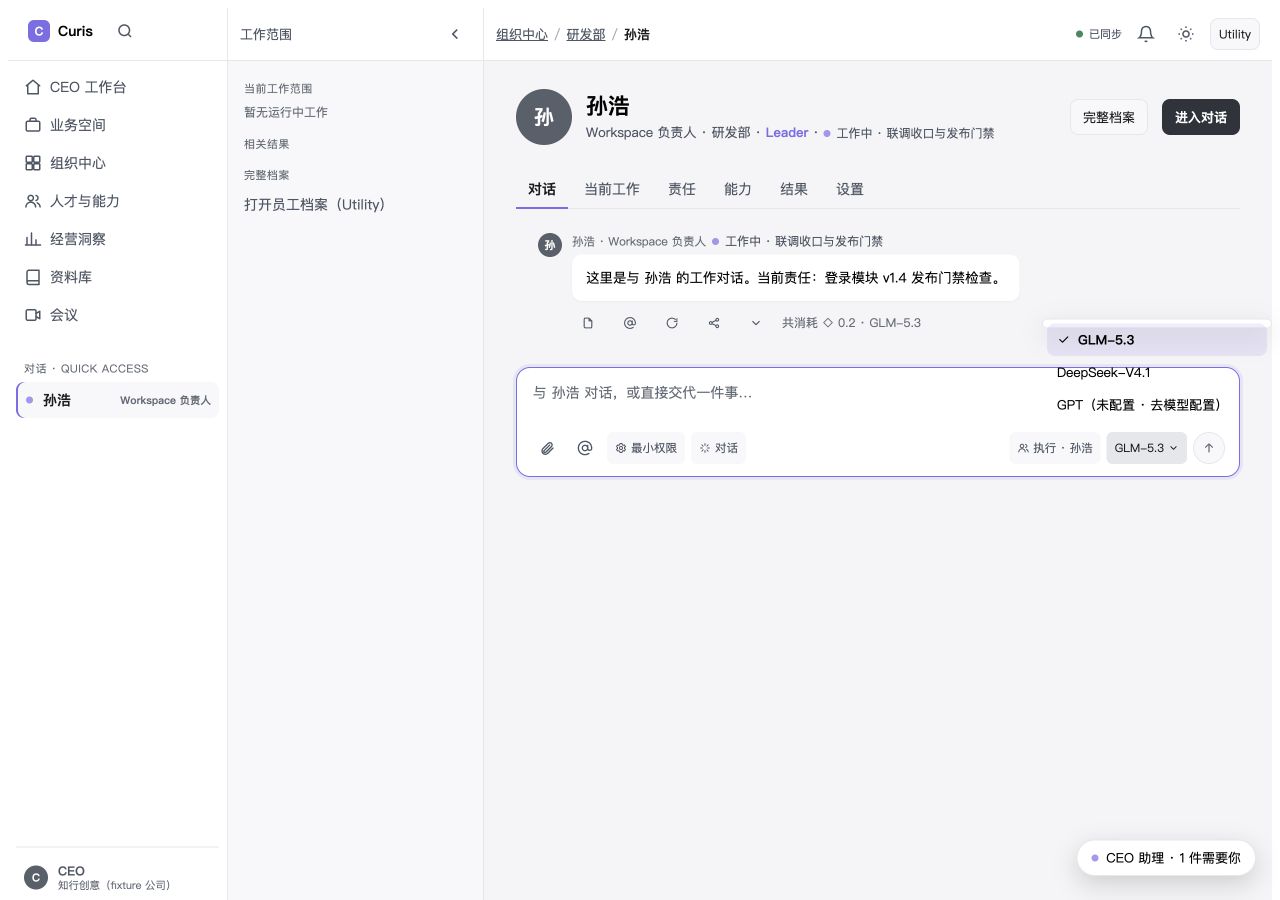 C Curis
CEO 工作台
业务空间
组织中心
人才与能力
经营洞察
资料库
会议
对话 · QUICK ACCESS
孙浩 Workspace 负责人
C
CEO
知行创意（fixture 公司）
工作范围
当前工作范围
暂无运行中工作
相关结果
完整档案
打开员工档案（Utility）
组织中心 / 研发部 / 孙浩
已同步
Utility
孙
孙浩
Workspace 负责人 · 研发部 · Leader · 工作中 · 联调收口与发布门禁
完整档案
进入对话
对话 当前工作 责任 能力 结果 设置
孙
孙浩 · Workspace 负责人 工作中 · 联调收口与发布门禁
这里是与 孙浩 的工作对话。当前责任：登录模块 v1.4 发布门禁检查。
共消耗 ◇ 0.2 · GLM-5.3
✓ GLM-5.3
DeepSeek-V4.1
GPT（未配置 · 去模型配置）
与 孙浩 对话，或直接交代一件事…
最小权限 对话
执行 · 孙浩 GLM-5.3
CEO 助理 · 1 件需要你